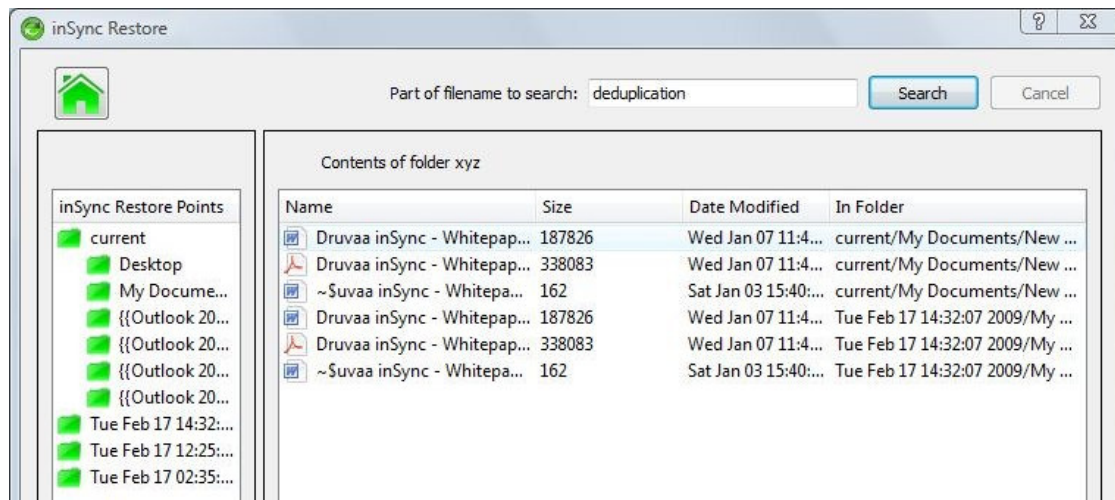 inSync Restore
Part of filename to search: deduplication Search Cancel
Contents of folder xyz
inSync Restore Points
current
Desktop
My Docume...
{{Outlook 20...
{{Outlook 20...
{{Outlook 20...
{{Outlook 20...
Tue Feb 17 14:32:...
Tue Feb 17 12:25:...
Tue Feb 17 02:35:...
Name Size Date Modified In Folder
Druvaa inSync - Whitepap... 187826 Wed Jan 07 11:4... current/My Documents/New ...
Druvaa inSync - Whitepap... 338083 Wed Jan 07 11:4... current/My Documents/New ...
~$uvaa inSync - Whitepa... 162 Sat Jan 03 15:40:... current/My Documents/New ...
Druvaa inSync - Whitepap... 187826 Wed Jan 07 11:4... Tue Feb 17 14:32:07 2009/My ...
Druvaa inSync - Whitepap... 338083 Wed Jan 07 11:4... Tue Feb 17 14:32:07 2009/My ...
~$uvaa inSync - Whitepa... 162 Sat Jan 03 15:40:... Tue Feb 17 14:32:07 2009/My ...